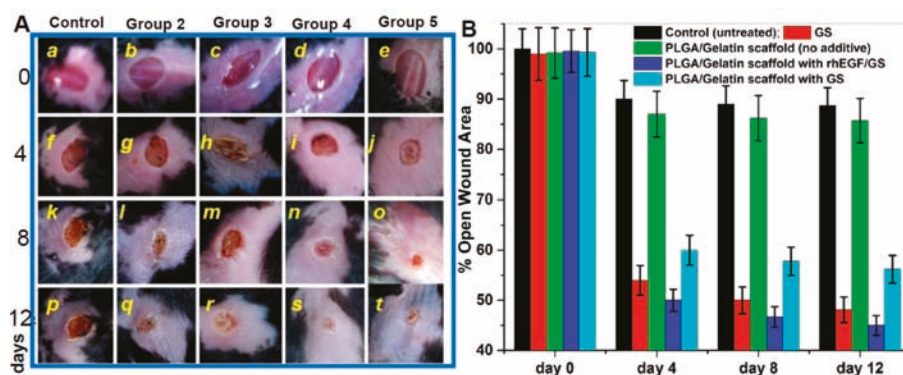 A
Control Group 2 Group 3 Group 4 Group 5
0 a b c d e
4 f g h i j
8 k l m n o
12 p q r s t
days
B
Control (untreated); GS
PLGA/Gelatin scaffold (no additive)
PLGA/Gelatin scaffold with rhEGF/GS
PLGA/Gelatin scaffold with GS
% Open Wound Area
100
90
80
70
60
50
40
day 0 day 4 day 8 day 12